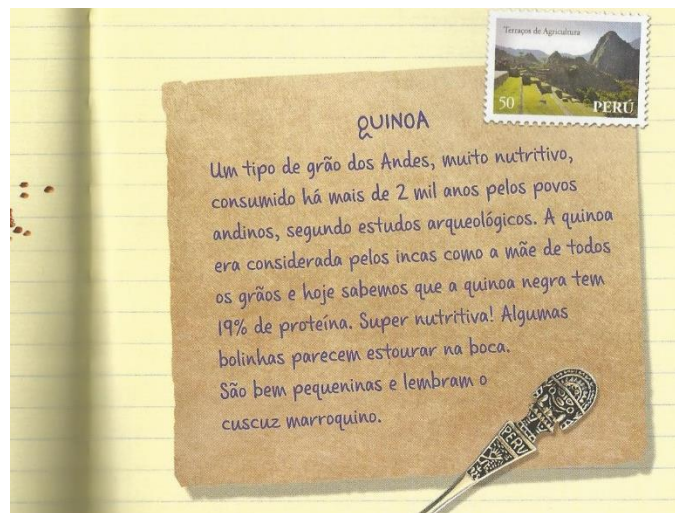 Terraços de Agricultura
50 PERÚ
QUINOA
Um tipo de grão dos Andes, muito nutritivo,
consumido há mais de 2 mil anos pelos povos
andinos, segundo estudos arqueológicos. A quinoa
era considerada pelos incas como a mãe de todos
os grãos e hoje sabemos que a quinoa negra tem
19% de proteína. Super nutritiva! Algumas
bolinhas parecem estourar na boca.
São bem pequeninas e lembram o
cuscuz marroquino.
PERU